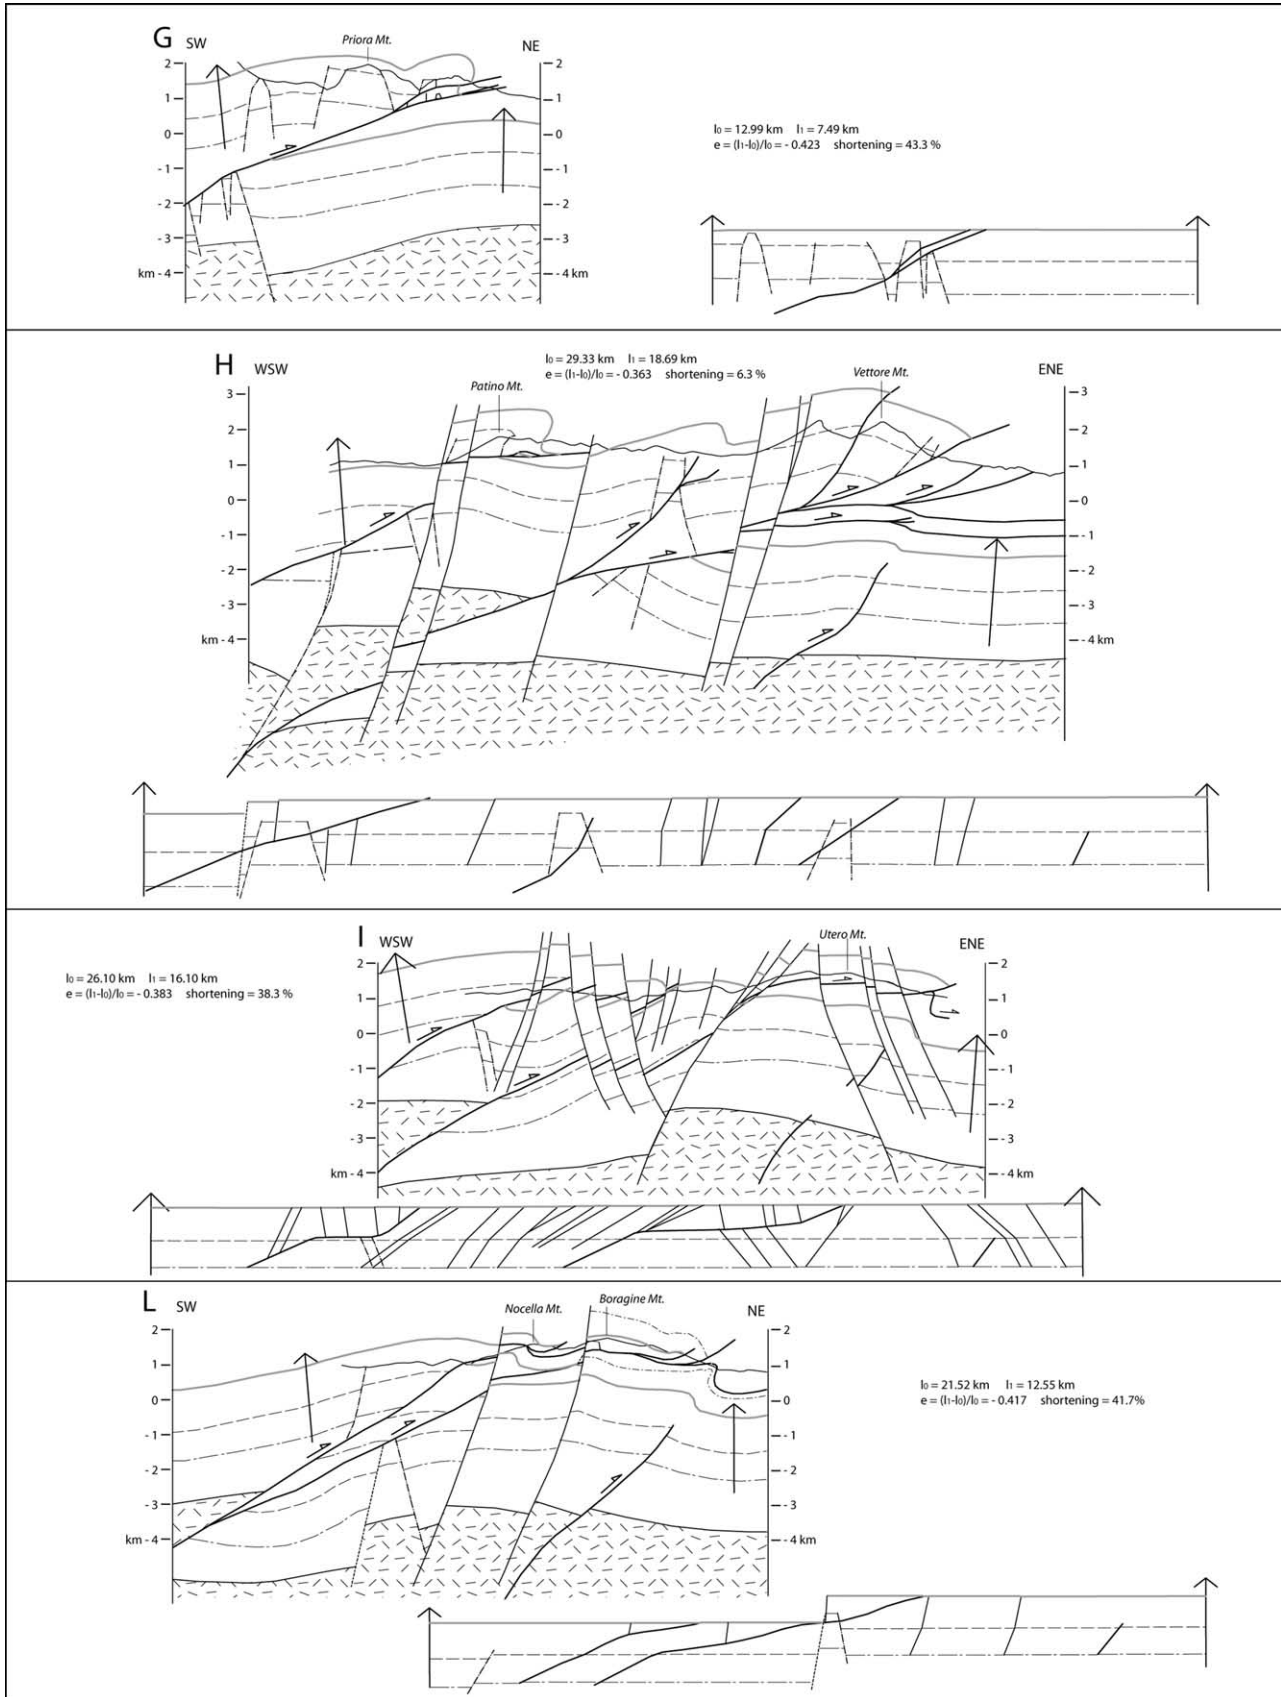 G SW
Priora Mt.
NE
2
1
0
- 1
- 2
- 3
km - 4
2
1
0
- 1
- 2
- 3
- 4 km
l0 = 12.99 km l1 = 7.49 km
e = (l1-l0)/l0 = - 0.423 shortening = 43.3 %
H WSW
l0 = 29.33 km l1 = 18.69 km
e = (l1-l0)/l0 = - 0.363 shortening = 6.3 %
Patino Mt.
Vettore Mt.
ENE
3
2
1
0
- 1
- 2
- 3
km - 4
3
2
1
0
- 1
- 2
- 3
- 4 km
I WSW
Utero Mt.
ENE
l0 = 26.10 km l1 = 16.10 km
e = (l1-l0)/l0 = - 0.383 shortening = 38.3 %
2
1
0
- 1
- 2
- 3
km - 4
2
1
0
- 1
- 2
- 3
- 4 km
L SW
Nocella Mt.
Boragine Mt.
NE
2
1
0
- 1
- 2
- 3
km - 4
2
1
0
- 1
- 2
- 3
- 4 km
l0 = 21.52 km l1 = 12.55 km
e = (l1-l0)/l0 = - 0.417 shortening = 41.7%